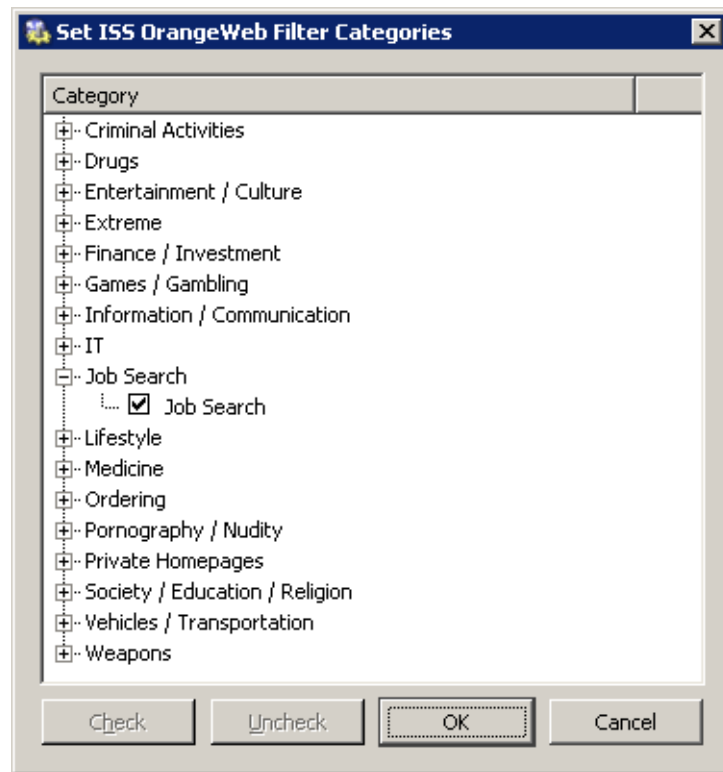 Set ISS OrangeWeb Filter Categories
Category
Criminal Activities
Drugs
Entertainment / Culture
Extreme
Finance / Investment
Games / Gambling
Information / Communication
IT
Job Search
Job Search
Lifestyle
Medicine
Ordering
Pornography / Nudity
Private Homepages
Society / Education / Religion
Vehicles / Transportation
Weapons
Check Uncheck OK Cancel